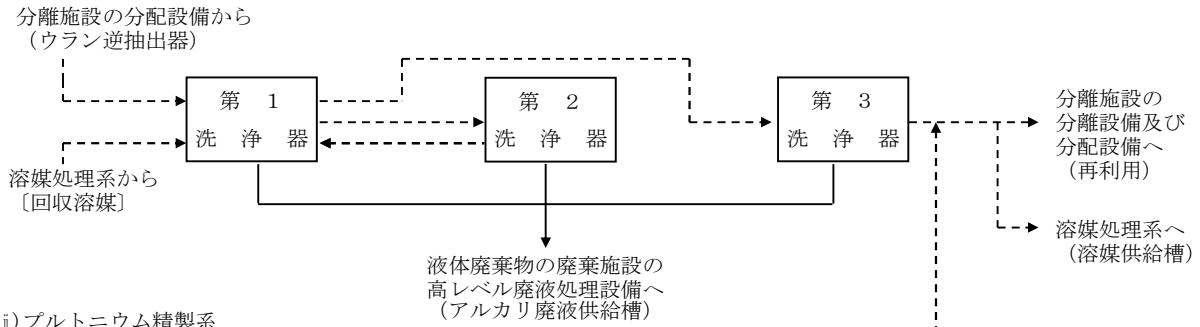 分離施設の分配設備から
（ウラン逆抽出器）
第　1
洗　浄　器
第　2
洗　浄　器
第　3
洗　浄　器
分離施設の
分離設備及び
分配設備へ
（再利用）
溶媒処理系から
〔回収溶媒〕
溶媒処理系へ
（溶媒供給槽）
液体廃棄物の廃棄施設の
高レベル廃液処理設備へ
（アルカリ廃液供給槽）
ⅱ)プルトニウム精製系